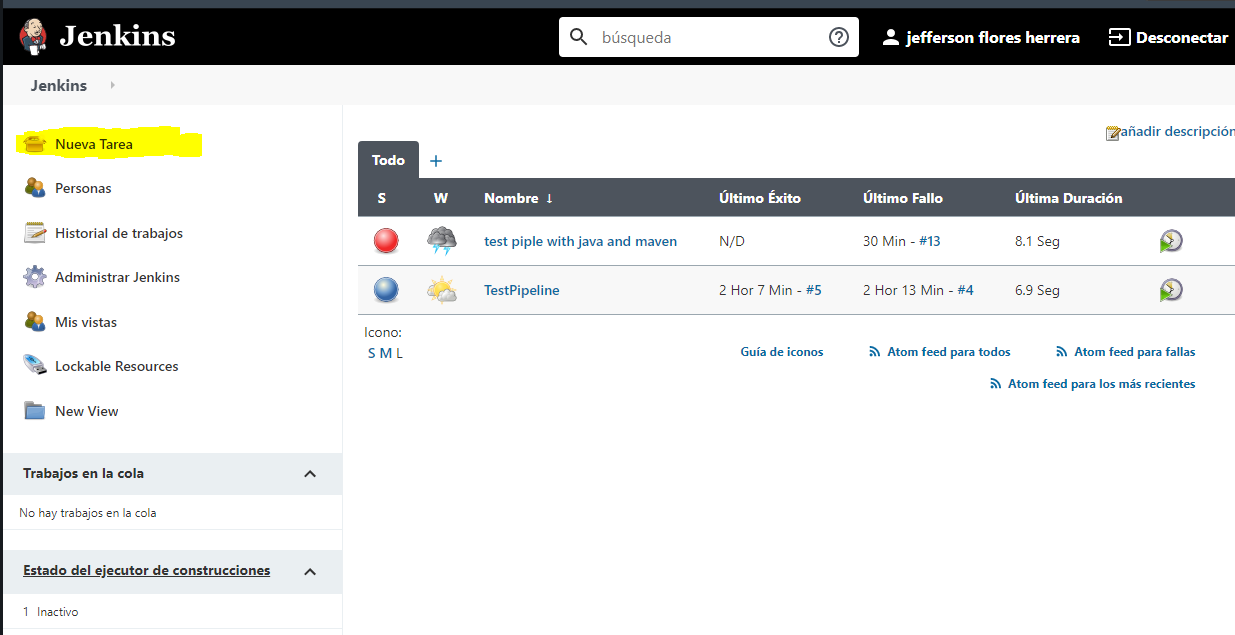 Jenkins
búsqueda
jefferson flores herrera
Desconectar
Jenkins
Nueva Tarea
Personas
Historial de trabajos
Administrar Jenkins
Mis vistas
Lockable Resources
New View
Trabajos en la cola
No hay trabajos en la cola
Estado del ejecutor de construcciones
1 Inactivo
añadir descripción
Todo +
S W Nombre ↓ Último Éxito Último Fallo Última Duración
test piple with java and maven N/D 30 Min - #13 8.1 Seg
TestPipeline 2 Hor 7 Min - #5 2 Hor 13 Min - #4 6.9 Seg
Icono:
S M L
Guía de iconos Atom feed para todos Atom feed para fallas
Atom feed para los más recientes